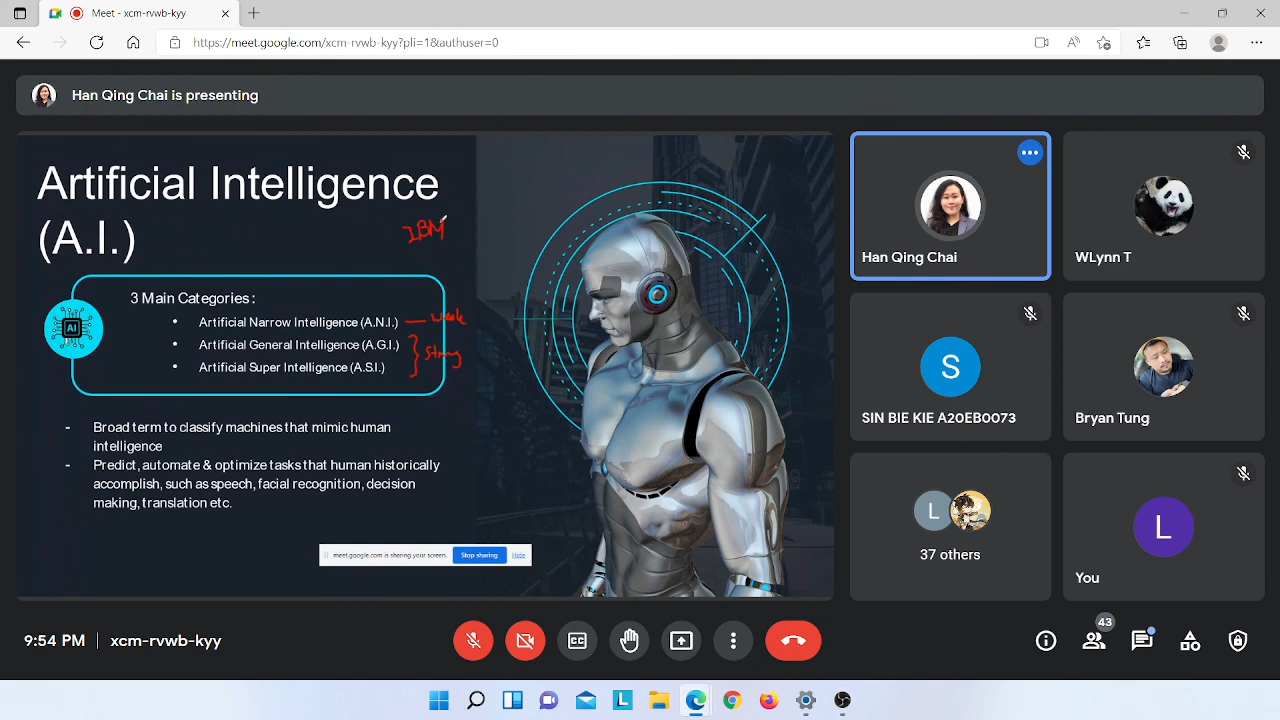 Meet - xcm-rvwb-kyy
https://meet.google.com/xcm-rvwb-kyy?pli=1&authuser=0
Han Qing Chai is presenting
Artificial Intelligence
(A.I.)
IBM
3 Main Categories :
• Artificial Narrow Intelligence (A.N.I.) — weak
• Artificial General Intelligence (A.G.I.)
• Artificial Super Intelligence (A.S.I.)
} Strong
AI
- Broad term to classify machines that mimic human
intelligence
- Predict, automate & optimize tasks that human historically
accomplish, such as speech, facial recognition, decision
making, translation etc.
meet.google.com is sharing your screen. Stop sharing Hide
Han Qing Chai
WLynn T
S
SIN BIE KIE A20EB0073
Bryan Tung
L
37 others
L
You
9:54 PM | xcm-rvwb-kyy
CC
43
L